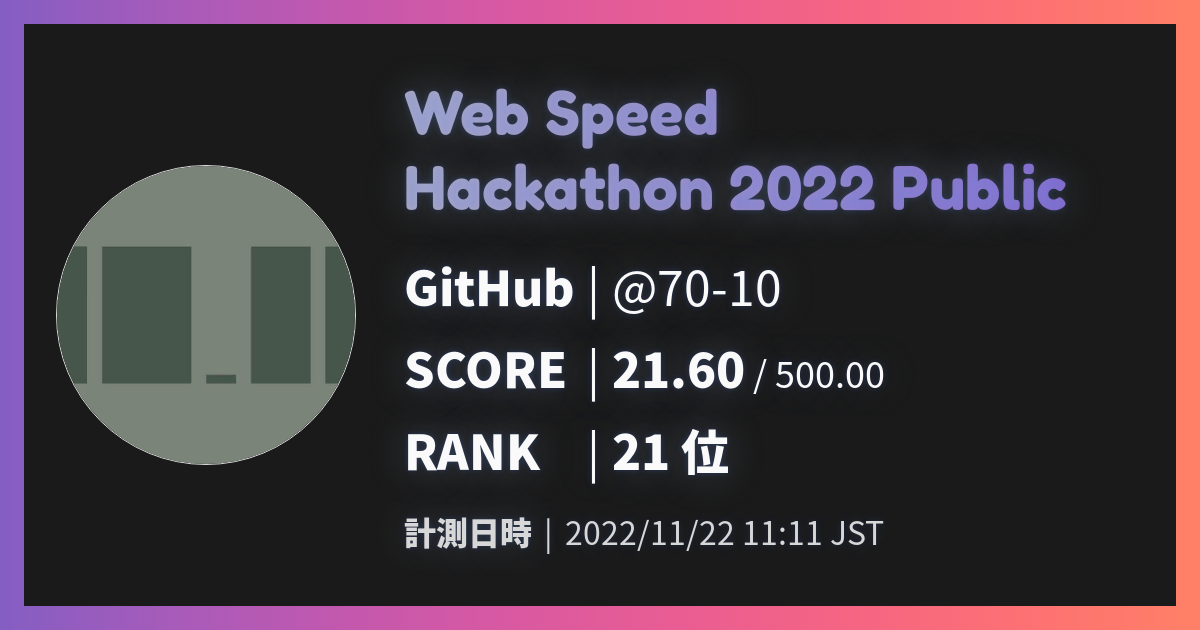 Web Speed
Hackathon 2022 Public
GitHub | @70-10
SCORE | 21.60 / 500.00
RANK | 21 位
計測日時 | 2022/11/22 11:11 JST